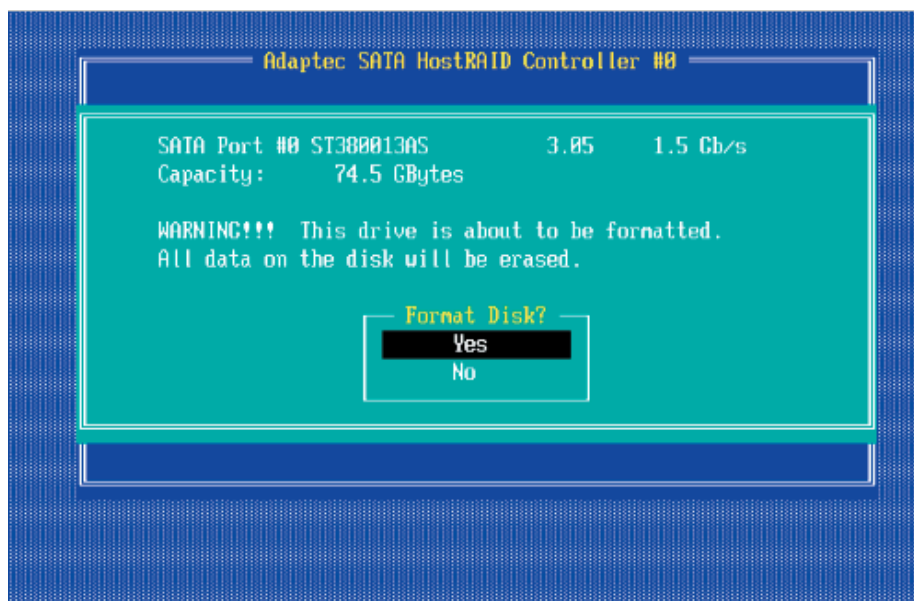 Adaptec SATA HostRAID Controller #0
SATA Port #0 ST380013AS 3.05 1.5 Gb/s
Capacity: 74.5 GBytes
WARNING!!! This drive is about to be formatted.
All data on the disk will be erased.
Format Disk?
Yes
No